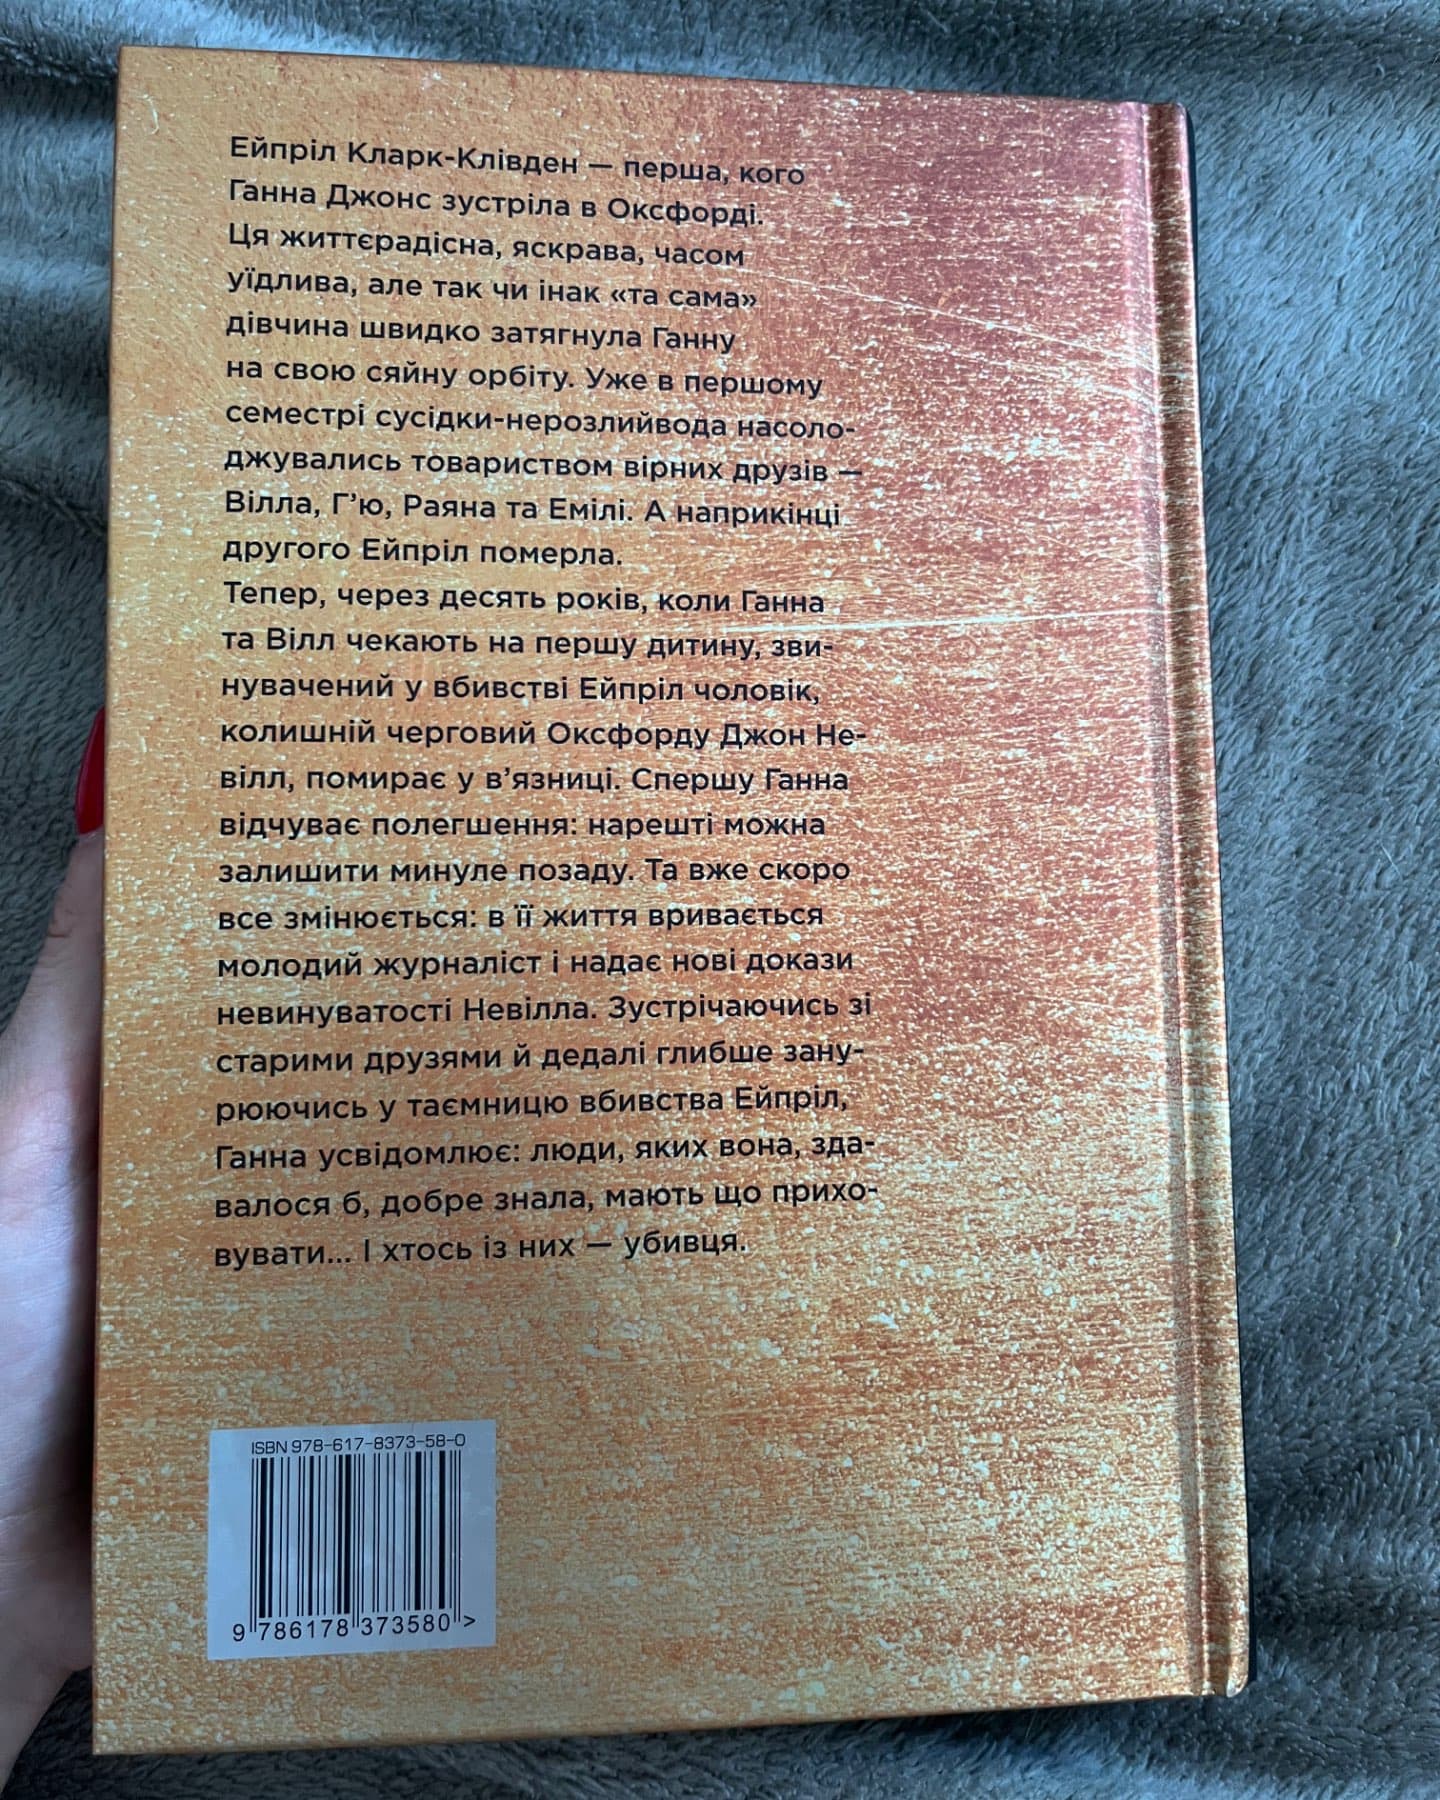 Ейпріл Кларк-Клівден — перша, кого
Ганна Джонс зустріла в Оксфорді.
Ця життєрадісна, яскрава, часом
уїдлива, але так чи інак «та сама»
дівчина швидко затягнула Ганну
на свою сяйну орбіту. Уже в першому
семестрі сусідки-нерозлийвода насоло-
джувались товариством вірних друзів —
Вілла, Г'ю, Раяна та Емілі. А наприкінці
другого Ейпріл померла.
Тепер, через десять років, коли Ганна
та Вілл чекають на першу дитину, зви-
нувачений у вбивстві Ейпріл чоловік,
колишній черговий Оксфорду Джон Не-
вілл, помирає у в'язниці. Спершу Ганна
відчуває полегшення: нарешті можна
залишити минуле позаду. Та вже скоро
все змінюється: в її життя вривається
молодий журналіст і надає нові докази
невинуватості Невілла. Зустрічаючись зі
старими друзями й дедалі глибше зану-
рюючись у таємницю вбивства Ейпріл,
Ганна усвідомлює: люди, яких вона, зда-
валося б, добре знала, мають що прихо-
вувати... І хтось із них — убивця.
ISBN 978-617-8373-58-0
9 786178 373580 >